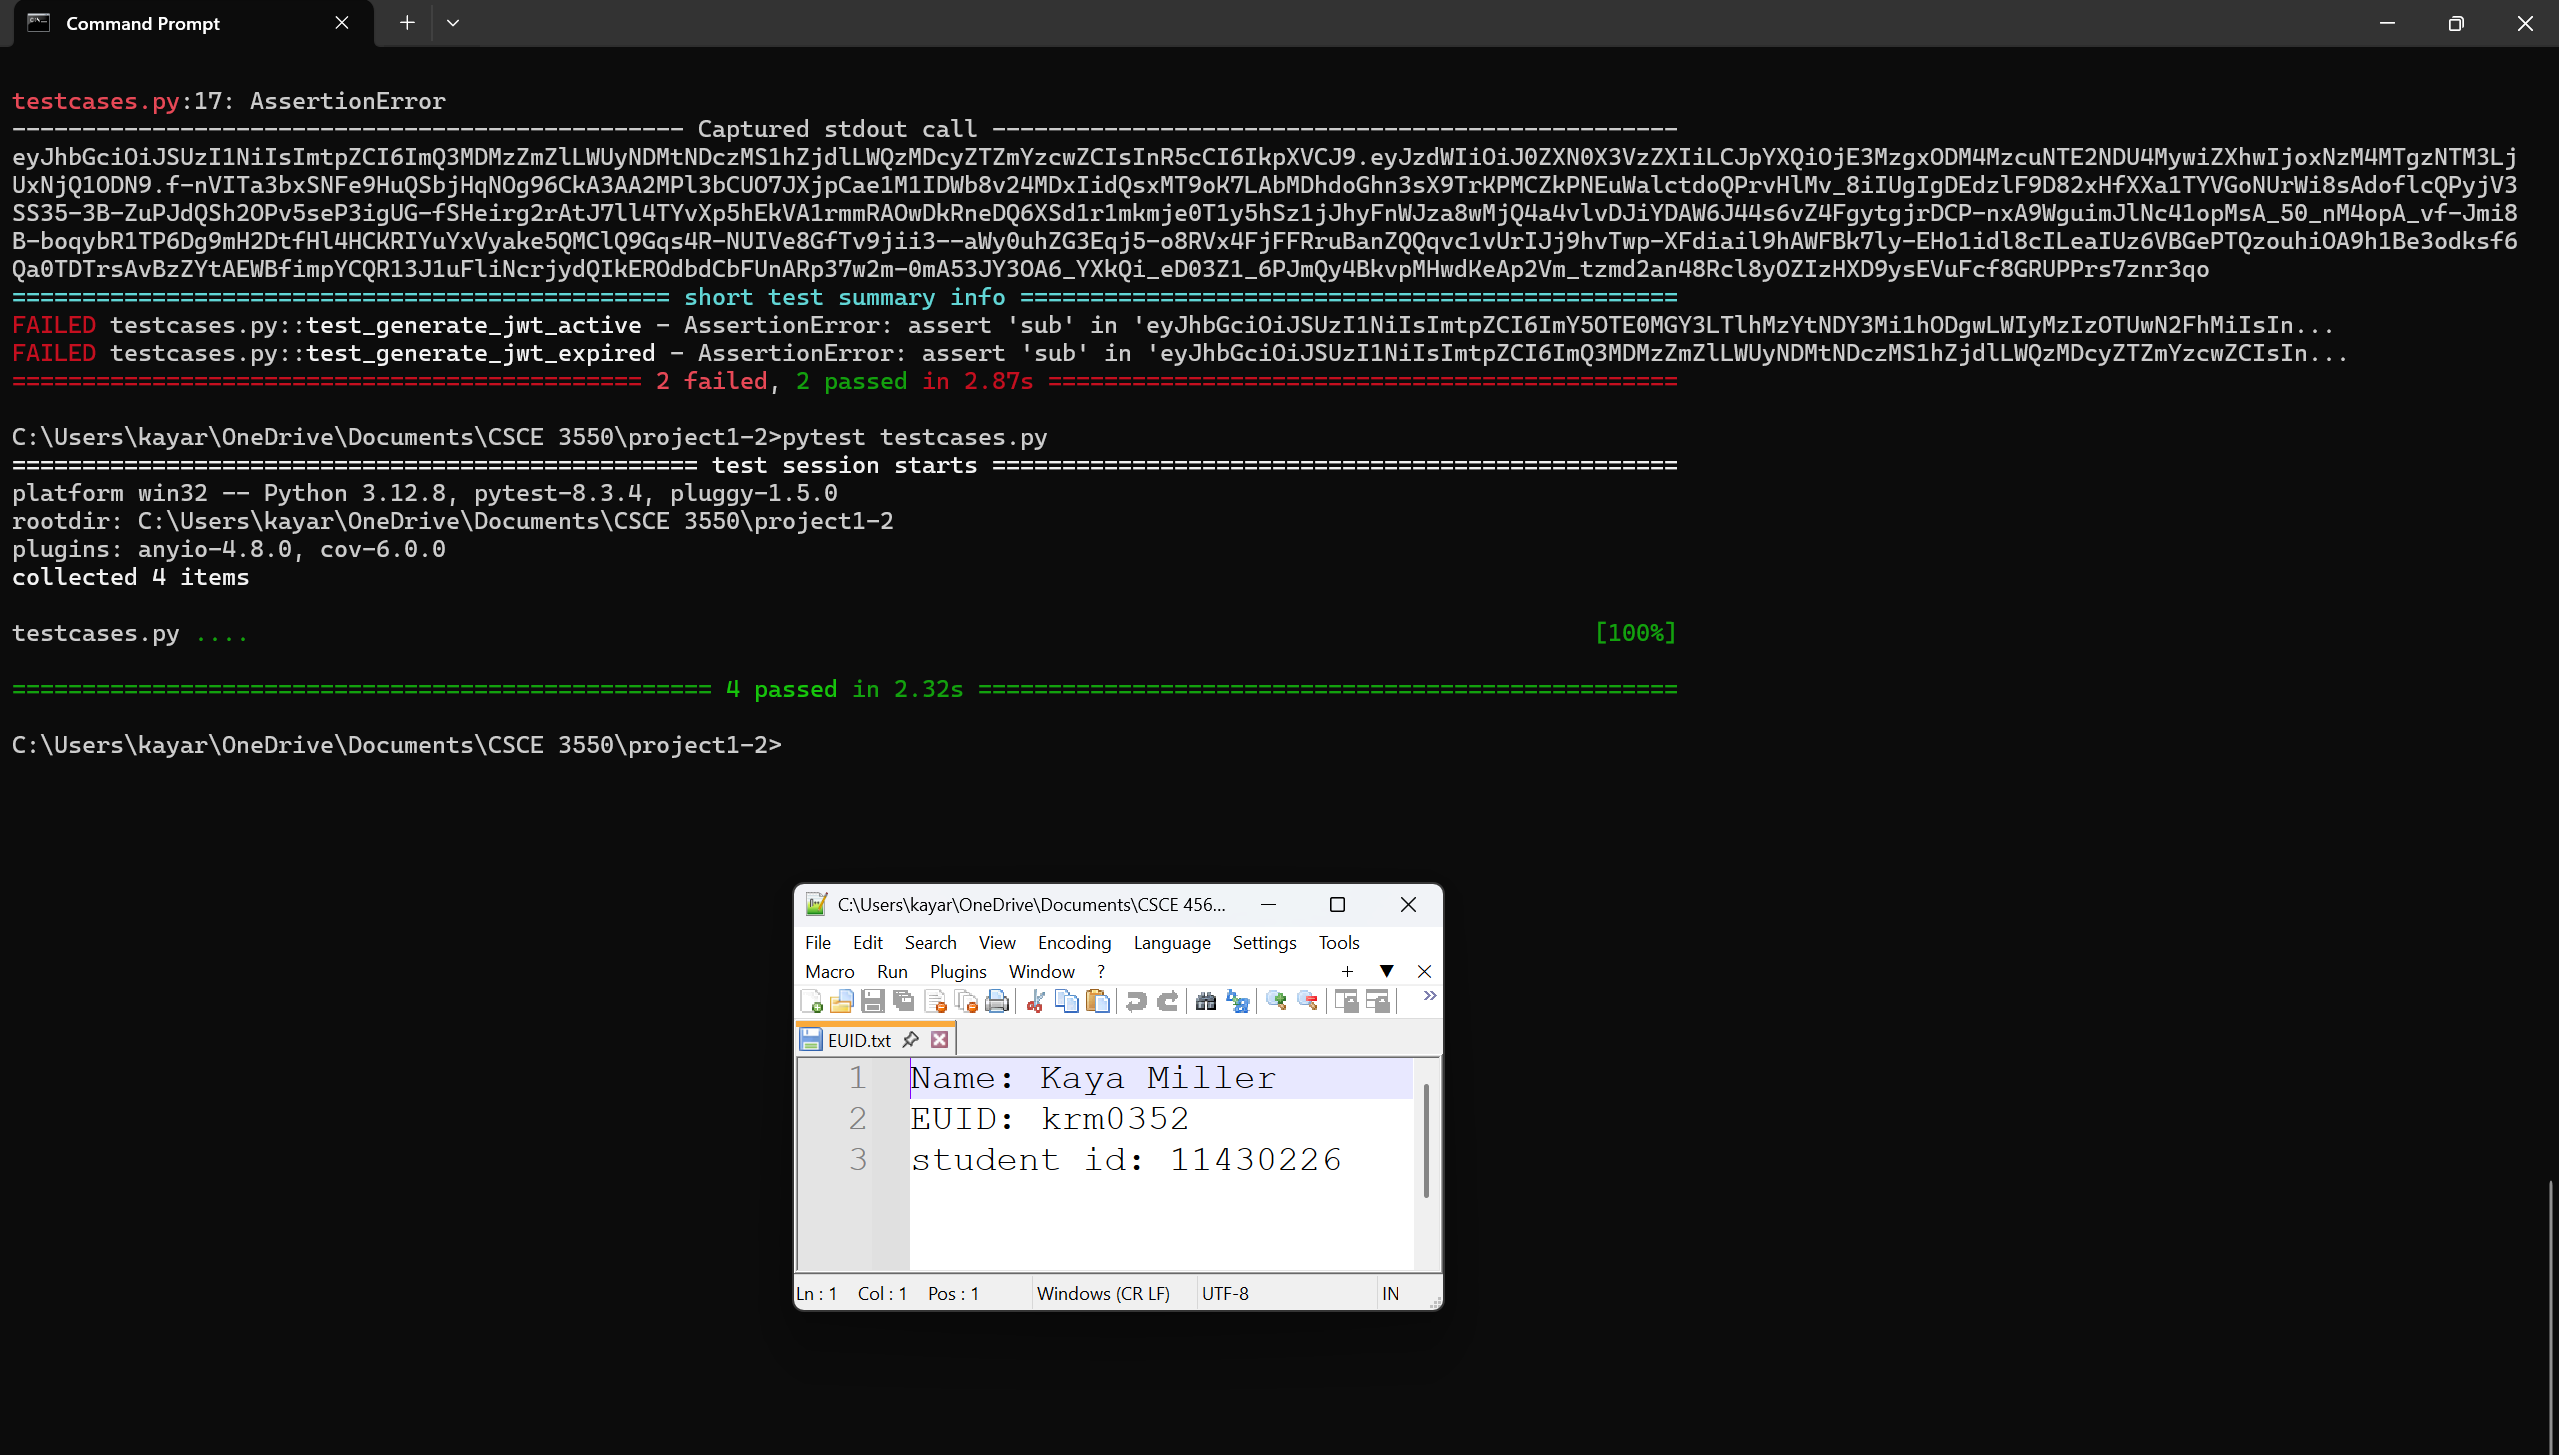 Command Prompt
testcases.py:17: AssertionError
------------------------------------------------ Captured stdout call -------------------------------------------------
eyJhbGciOiJSUzI1NiIsImtpZCI6ImQ3MDMzZmZlLWUyNDMtNDczMS1hZjdlLWQzMDcyZTZmYzcwZCIsInR5cCI6IkpXVCJ9.eyJzdWIiOiJ0ZXN0X3VzZXIiLCJpYXQiOjE3MzgxODM4MzcuNTE2NDU4MywiZXhwIjoxNzM4MTgzNTM3Lj
UxNjQ1ODN9.f-nVITa3bxSNFe9HuQSbjHqNOg96CkA3AA2MPl3bCUO7JXjpCae1M1IDWb8v24MDxIidQsxMT9oK7LAbMDhdoGhn3sX9TrKPMCZkPNEuWalctdoQPrvHlMv_8iIUgIgDEdzlF9D82xHfXXa1TYVGoNUrWi8sAdoflcQPyjV3
SS35-3B-ZuPJdQSh2OPv5seP3igUG-fSHeirg2rAtJ7ll4TYvXp5hEkVA1rmmRAOwDkRneDQ6XSd1r1mkmje0T1y5hSz1jJhyFnWJza8wMjQ4a4vlvDJiYDAW6J44s6vZ4FgytgjrDCP-nxA9WguimJlNc41opMsA_50_nM4opA_vf-Jmi8
B-boqybR1TP6Dg9mH2DtfHl4HCKRIYuYxVyake5QMClQ9Gqs4R-NUIVe8GfTv9jii3--aWy0uhZG3Eqj5-o8RVx4FjFFRruBanZQQqvc1vUrIJj9hvTwp-XFdiail9hAWFBk7ly-EHo1idl8cILeaIUz6VBGePTQzouhiOA9h1Be3odksf6
Qa0TDTrsAvBzZYtAEWBfimpYCQR13J1uFliNcrjydQIkEROdbdCbFUnARp37w2m-0mA53JY3OA6_YXkQi_eD03Z1_6PJmQy4BkvpMHwdKeAp2Vm_tzmd2an48Rcl8yOZIzHXD9ysEVuFcf8GRUPPrs7znr3qo
=============================================== short test summary info ===============================================
FAILED testcases.py::test_generate_jwt_active - AssertionError: assert 'sub' in 'eyJhbGciOiJSUzI1NiIsImtpZCI6ImY5OTE0MGY3LTlhMzYtNDY3Mi1hODgwLWIyMzIzOTUwN2FhMiIsIn...
FAILED testcases.py::test_generate_jwt_expired - AssertionError: assert 'sub' in 'eyJhbGciOiJSUzI1NiIsImtpZCI6ImQ3MDMzZmZlLWUyNDMtNDczMS1hZjdlLWQzMDcyZTZmYzcwZCIsIn...
============================================= 2 failed, 2 passed in 2.87s =============================================
C:\Users\kayar\OneDrive\Documents\CSCE 3550\project1-2>pytest testcases.py
================================================= test session starts =================================================
platform win32 -- Python 3.12.8, pytest-8.3.4, pluggy-1.5.0
rootdir: C:\Users\kayar\OneDrive\Documents\CSCE 3550\project1-2
plugins: anyio-4.8.0, cov-6.0.0
collected 4 items
testcases.py .... [100%]
================================================== 4 passed in 2.32s ==================================================
C:\Users\kayar\OneDrive\Documents\CSCE 3550\project1-2>
C:\Users\kayar\OneDrive\Documents\CSCE 456...
File Edit Search View Encoding Language Settings Tools
Macro Run Plugins Window ?
EUID.txt
1 Name: Kaya Miller
2 EUID: krm0352
3 student id: 11430226
Ln : 1 Col : 1 Pos : 1 Windows (CR LF) UTF-8 IN